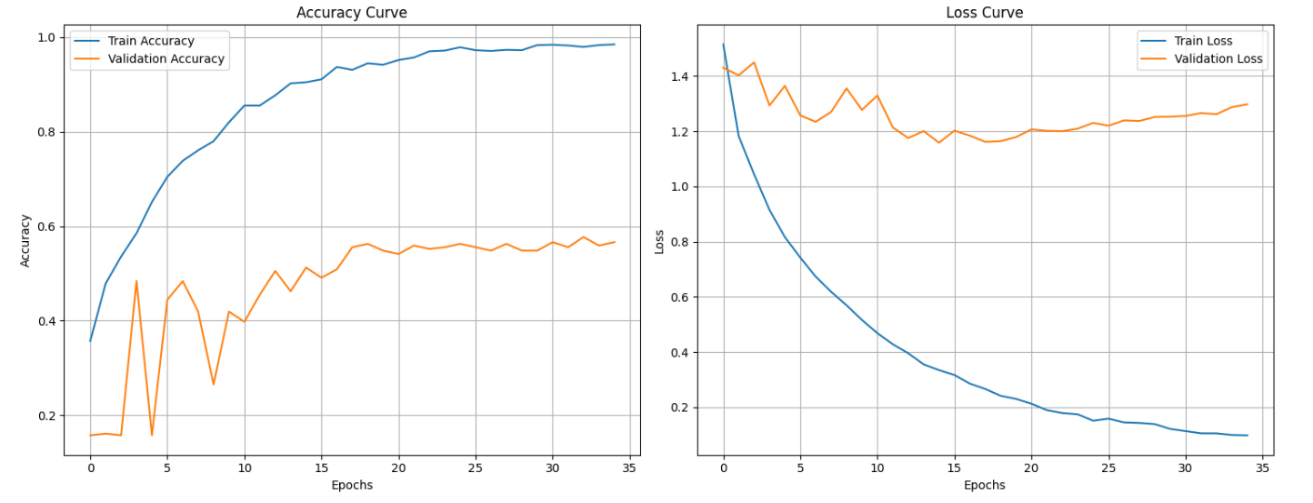 Accuracy Curve
Train Accuracy
Validation Accuracy
1.0
0.8
0.6
0.4
0.2
Accuracy
0 5 10 15 20 25 30 35
Epochs
Loss Curve
Train Loss
Validation Loss
1.4
1.2
1.0
0.8
0.6
0.4
0.2
Loss
0 5 10 15 20 25 30 35
Epochs